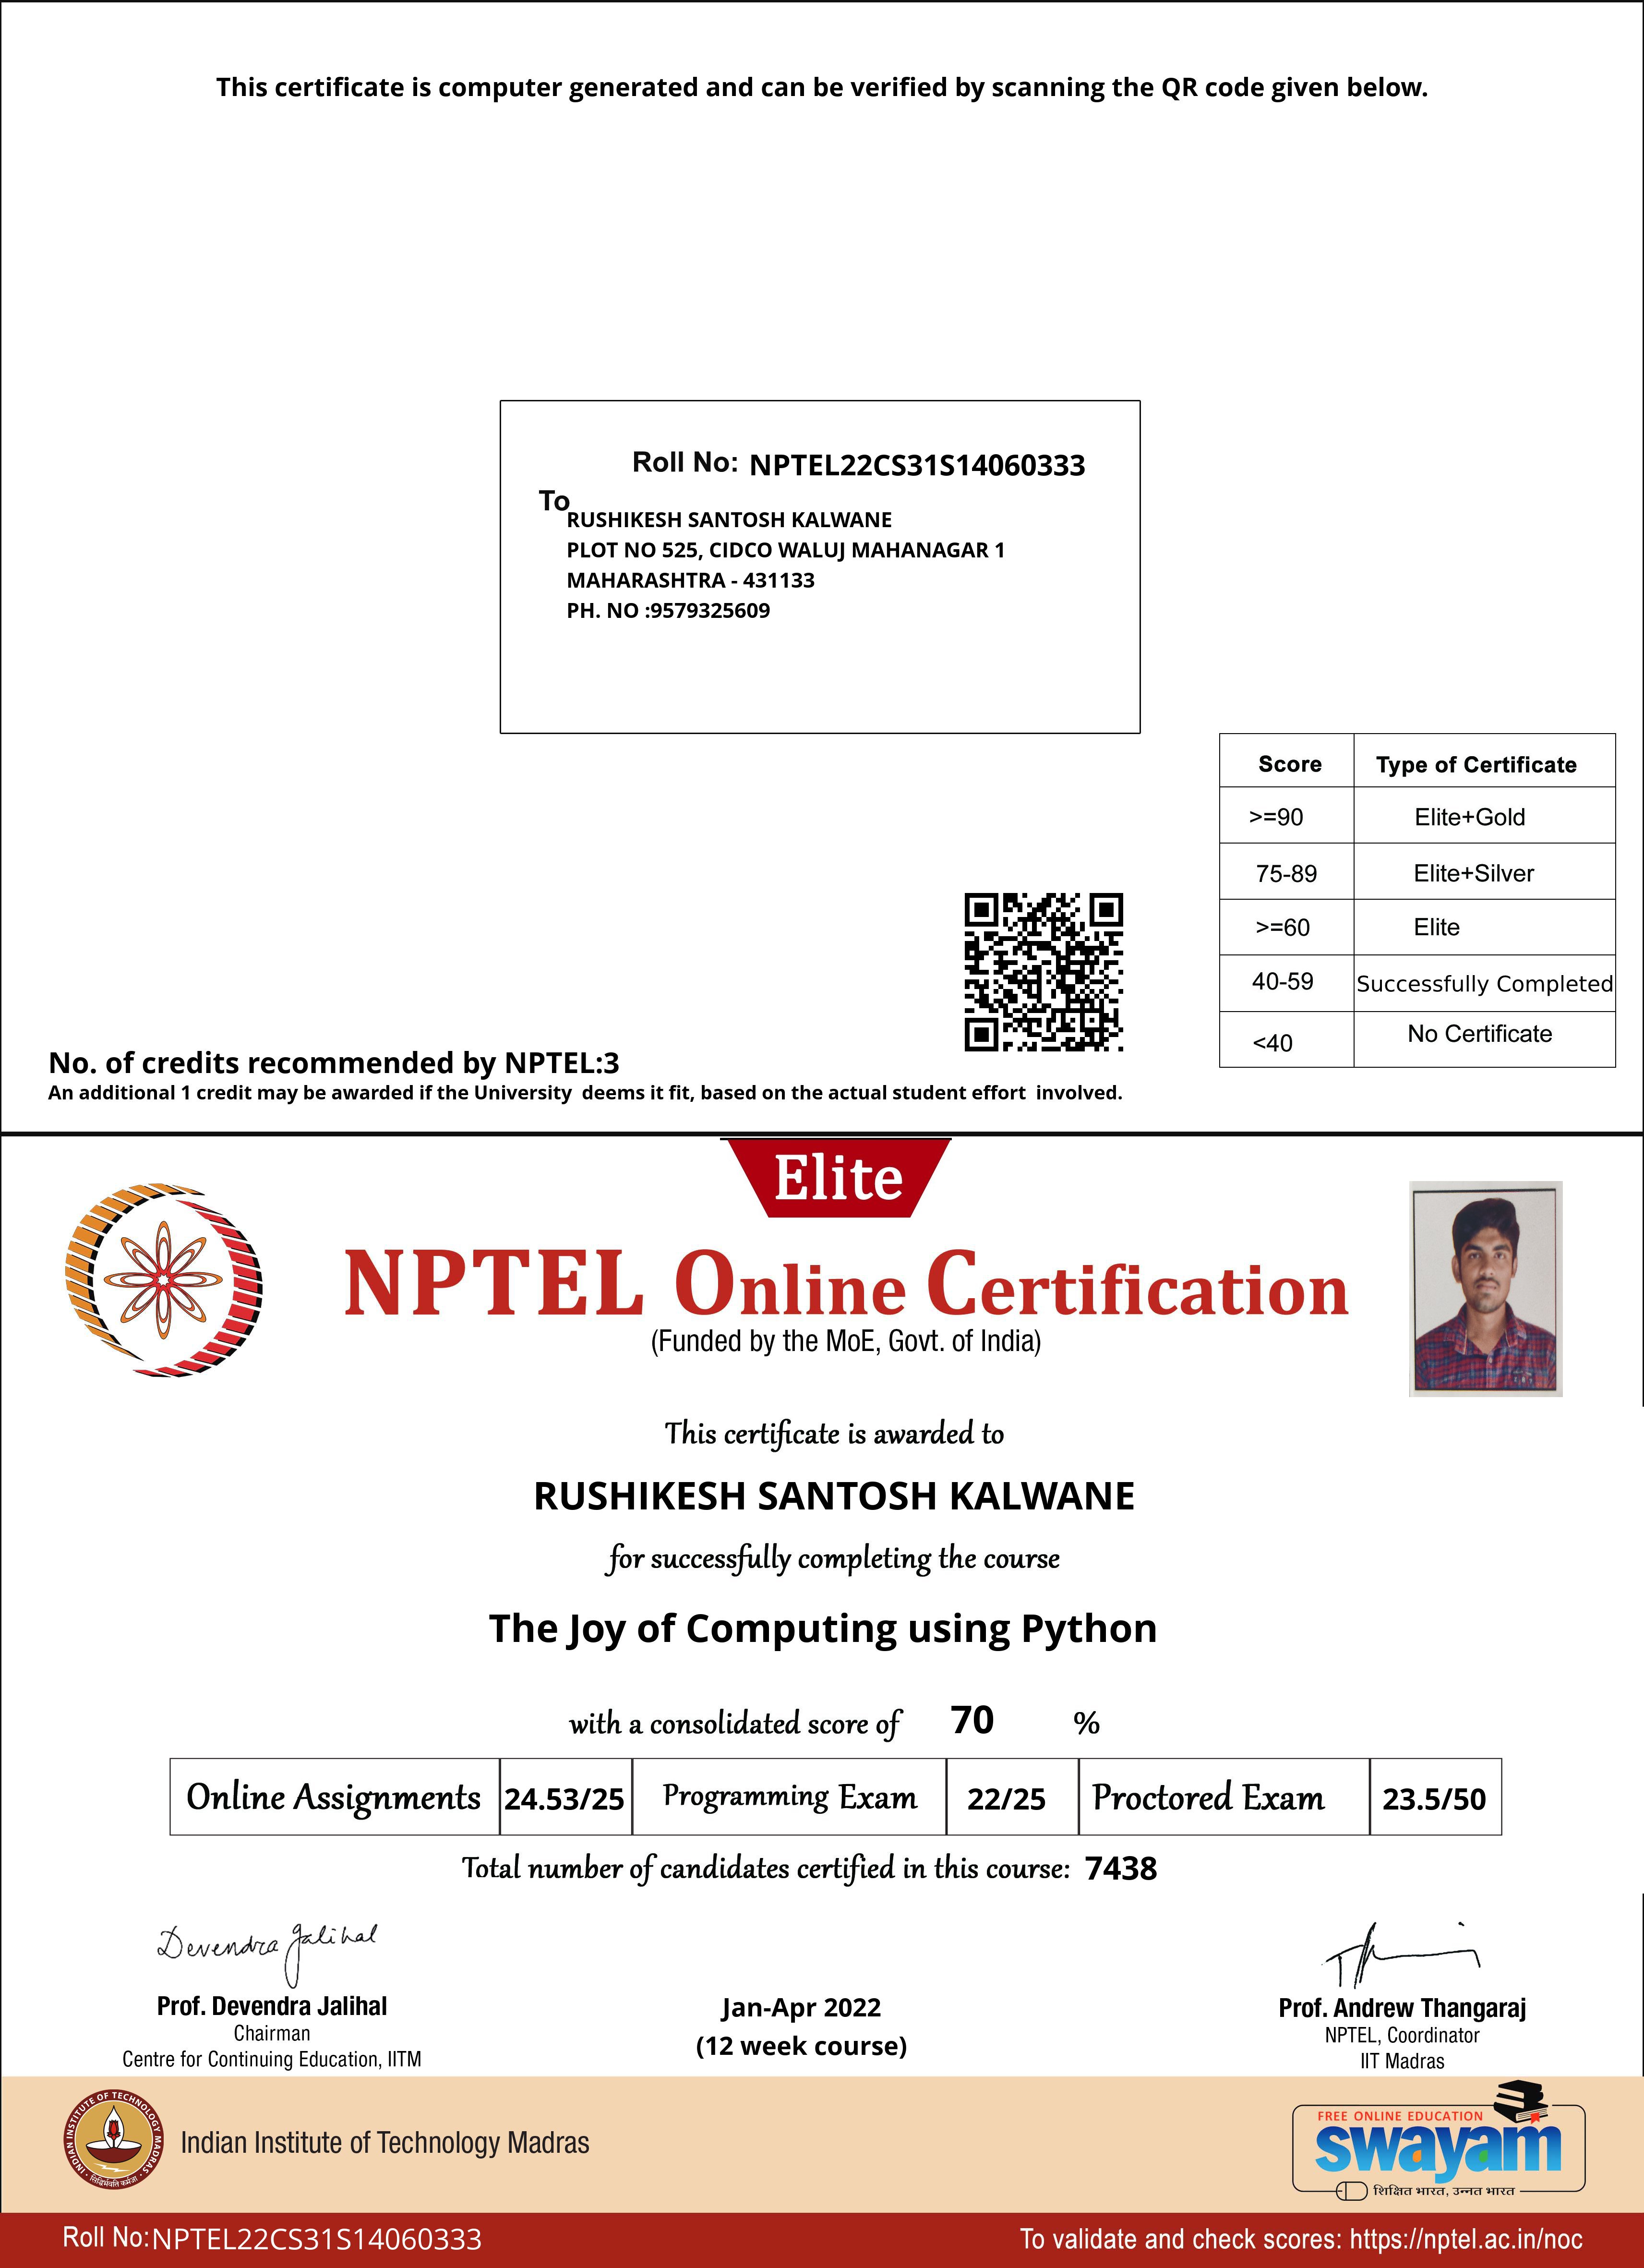 This certificate is computer generated and can be verified by scanning the QR code given below.
Roll No: NPTEL22CS31S14060333
To
RUSHIKESH SANTOSH KALWANE
PLOT NO 525, CIDCO WALUJ MAHANAGAR 1
MAHARASHTRA - 431133
PH. NO :9579325609
Score Type of Certificate
>=90 Elite+Gold
75-89 Elite+Silver
>=60 Elite
40-59 Successfully Completed
<40 No Certificate
No. of credits recommended by NPTEL:3
An additional 1 credit may be awarded if the University deems it fit, based on the actual student effort involved.
Elite
NPTEL Online Certification
(Funded by the MoE, Govt. of India)
This certificate is awarded to
RUSHIKESH SANTOSH KALWANE
for successfully completing the course
The Joy of Computing using Python
with a consolidated score of 70 %
Online Assignments 24.53/25 Programming Exam 22/25 Proctored Exam 23.5/50
Total number of candidates certified in this course: 7438
Devendra Jalihal
Prof. Devendra Jalihal
Chairman
Centre for Continuing Education, IITM
Jan-Apr 2022
(12 week course)
Prof. Andrew Thangaraj
NPTEL, Coordinator
IIT Madras
INDIAN INSTITUTE OF TECHNOLOGY MADRAS
सिद्धिर्भवति कर्मजा
Indian Institute of Technology Madras
FREE ONLINE EDUCATION
swayam
शिक्षित भारत, उन्नत भारत
Roll No:NPTEL22CS31S14060333
To validate and check scores: https://nptel.ac.in/noc